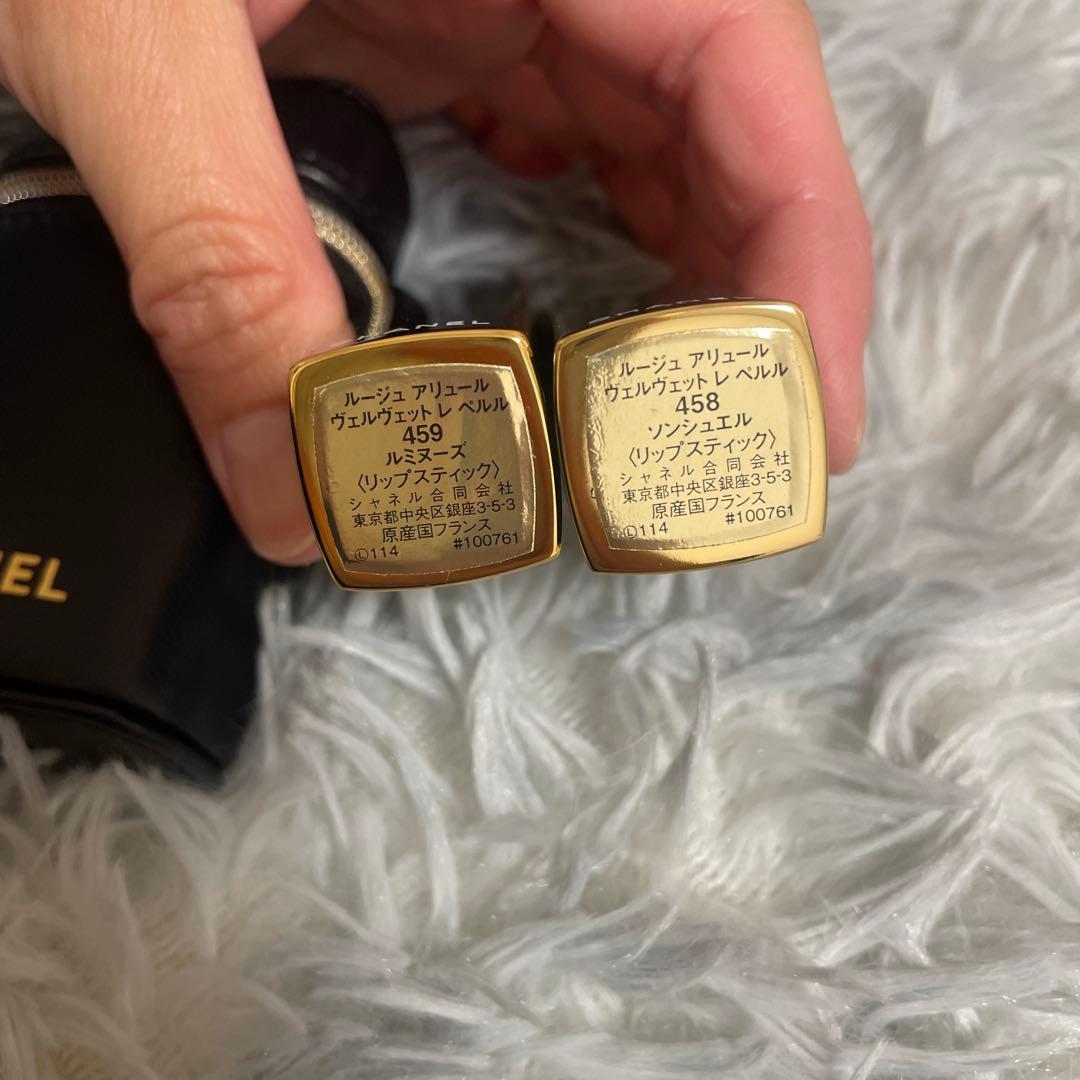 ルージュ アリュール
ヴェルヴェット レ ペルル
459
ルミヌーズ
〈リップスティック〉
シャネル合同会社
東京都中央区銀座3-5-3
原産国フランス
Ⓛ114 #100761
ルージュ アリュール
ヴェルヴェット レ ペルル
458
ソンシュエル
〈リップスティック〉
シャネル合同会社
東京都中央区銀座3-5-3
原産国フランス
Ⓛ114 #100761